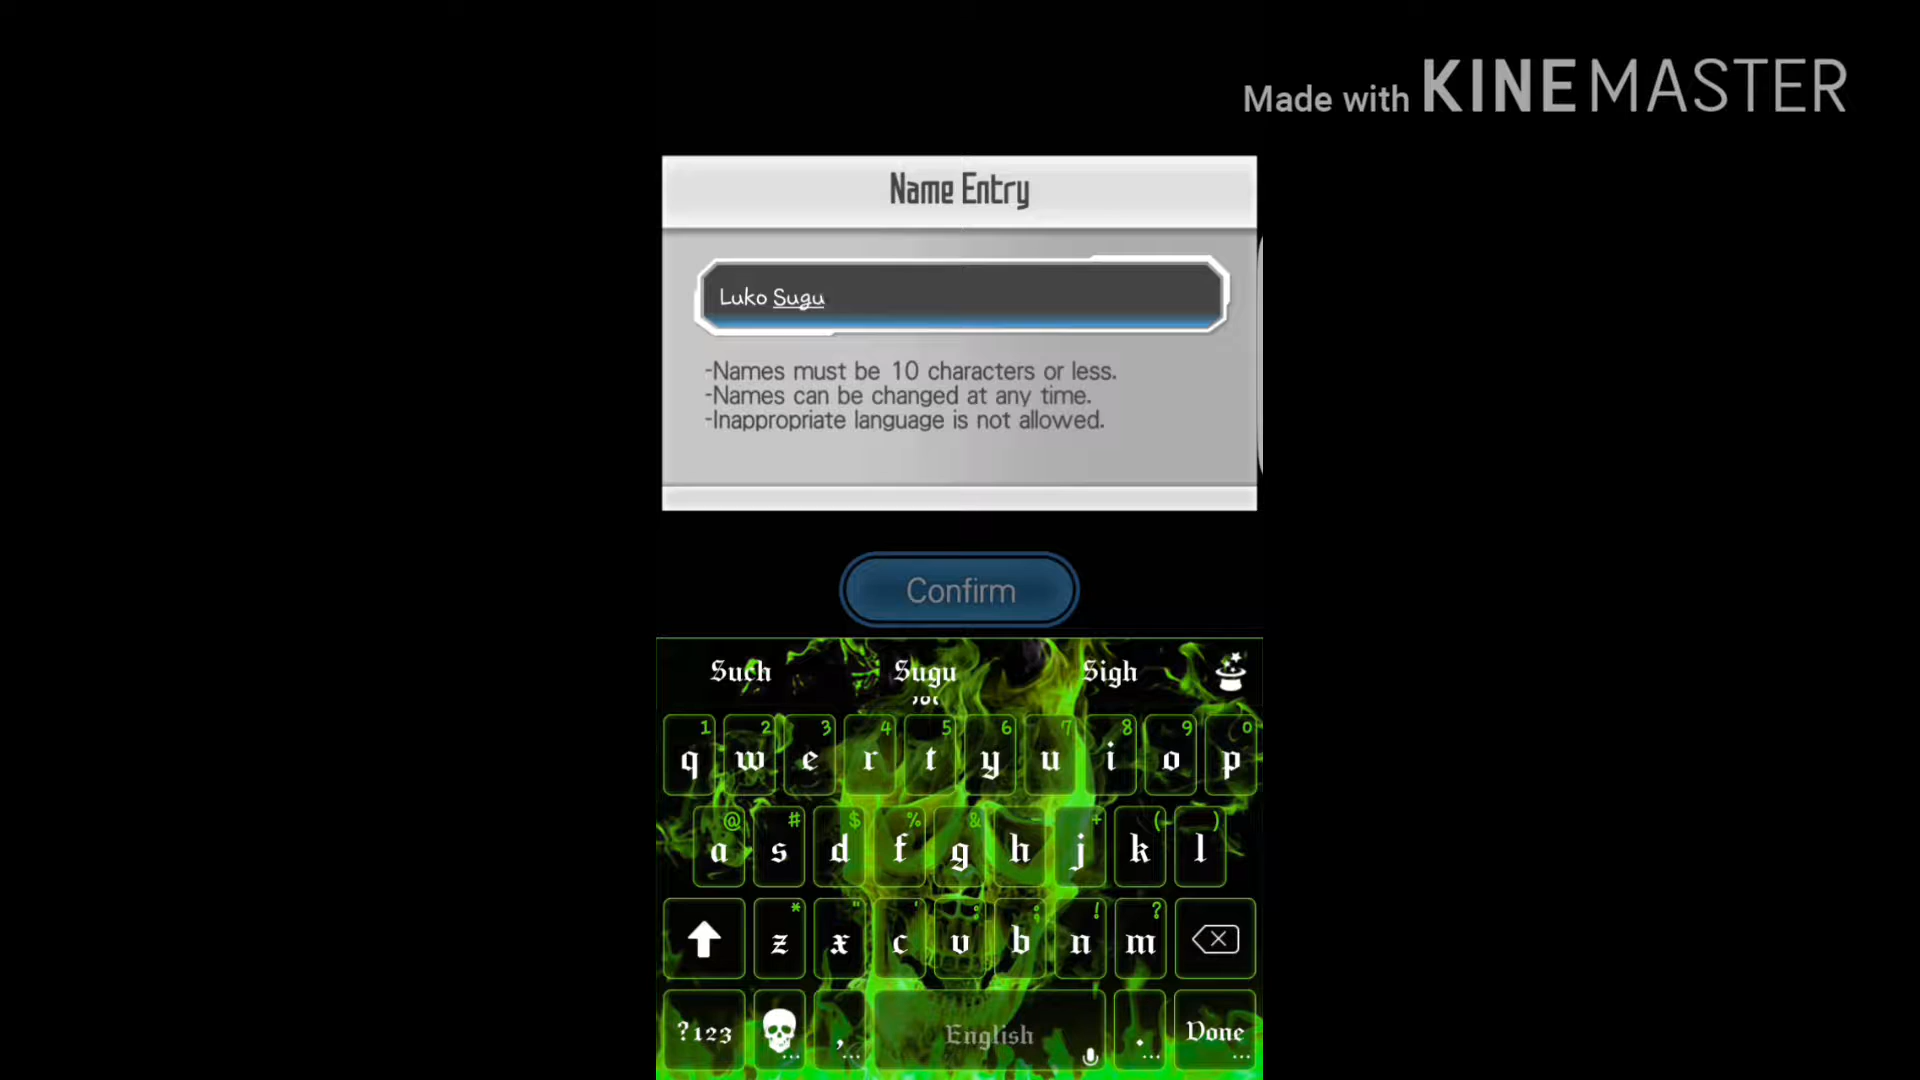 Made with KINEMASTER
Name Entry
Luko Sugu
-Names must be 10 characters or less.
-Names can be changed at any time.
-Inappropriate language is not allowed.
Confirm
Such Sugu Sigh
1 2 3 4 5 6 7 8 9 0
q w e r t y u i o p
@ # $ % & - + ( )
a s d f g h j k l
* " ' : ; ! ?
z x c v b n m
?123 , English . Done